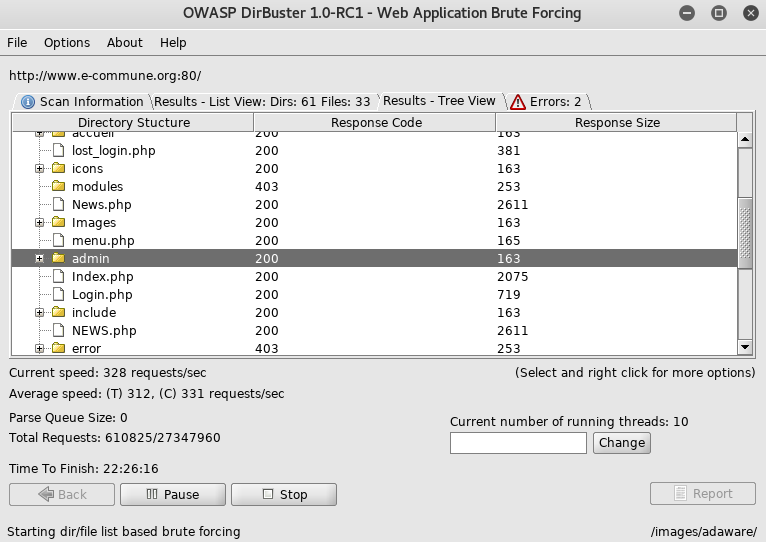 OWASP DirBuster 1.0-RC1 - Web Application Brute Forcing
File Options About Help
http://www.e-commune.org:80/
Scan Information Results - List View: Dirs: 61 Files: 33 Results - Tree View Errors: 2
Directory Stucture Response Code Response Size
accueil 200 163
lost_login.php 200 381
icons 200 163
modules 403 253
News.php 200 2611
Images 200 163
menu.php 200 165
admin 200 163
Index.php 200 2075
Login.php 200 719
include 200 163
NEWS.php 200 2611
error 403 253
Current speed: 328 requests/sec (Select and right click for more options)
Average speed: (T) 312, (C) 331 requests/sec
Parse Queue Size: 0
Current number of running threads: 10
Total Requests: 610825/27347960
Change
Time To Finish: 22:26:16
Back Pause Stop Report
Starting dir/file list based brute forcing /images/adaware/